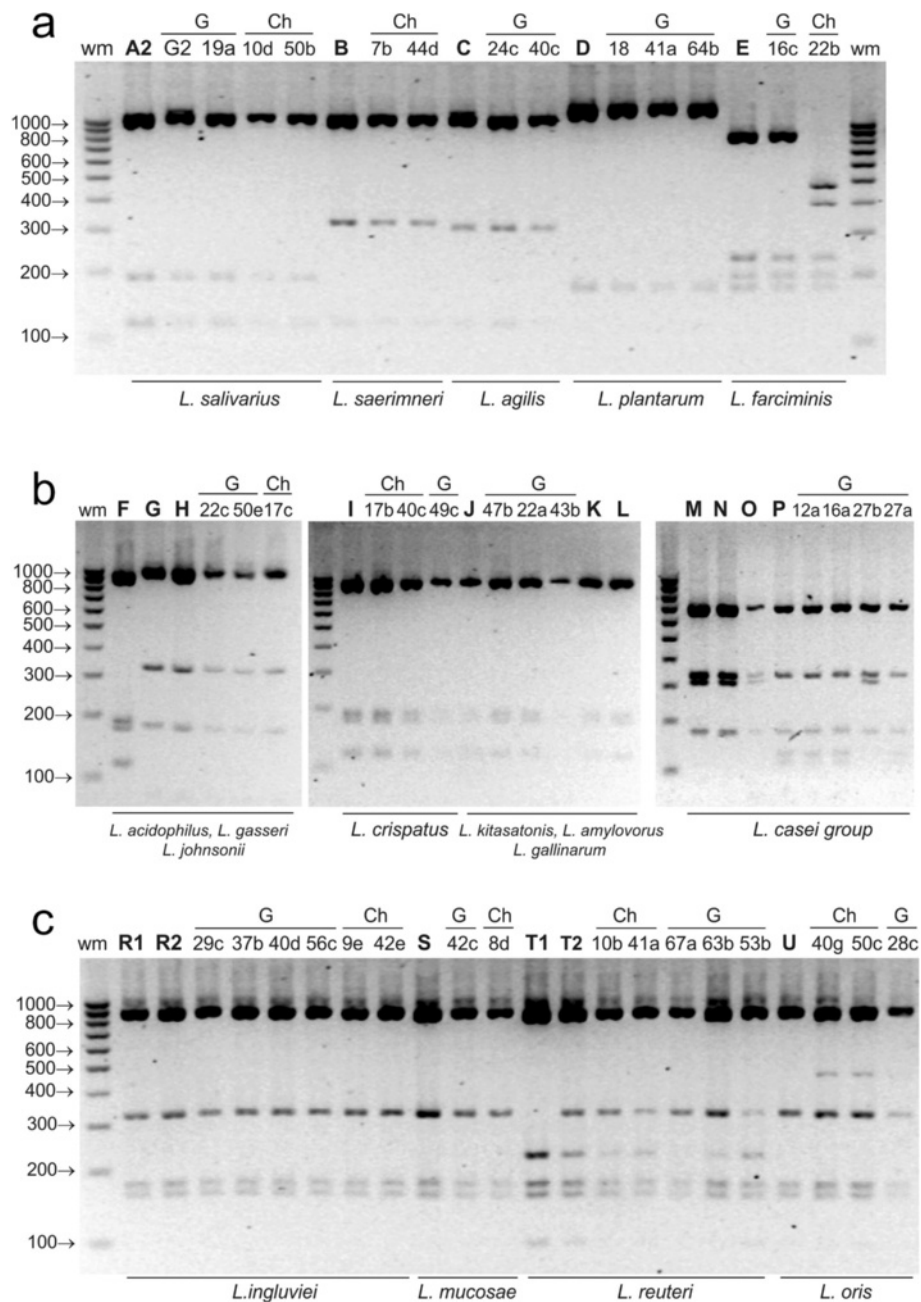 a
G Ch Ch G G G Ch
wm A2 G2 19a 10d 50b B 7b 44d C 24c 40c D 18 41a 64b E 16c 22b wm
1000→
800→
600→
500→
400→
300→
200→
100→
L. salivarius L. saerimneri L. agilis L. plantarum L. farciminis
b
G Ch Ch G G G
wm F G H 22c 50e 17c I 17b 40c 49c J 47b 22a 43b K L M N O P 12a 16a 27b 27a
1000→
800→
600→
500→
400→
300→
200→
100→
L. acidophilus, L. gasseri L. crispatus L. kitasatonis, L. amylovorus L. casei group
L. johnsonii L. gallinarum
c
G Ch G Ch Ch G Ch G
wm R1 R2 29c 37b 40d 56c 9e 42e S 42c 8d T1 T2 10b 41a 67a 63b 53b U 40g 50c 28c
1000→
800→
600→
500→
400→
300→
200→
100→
L.ingluviei L. mucosae L. reuteri L. oris